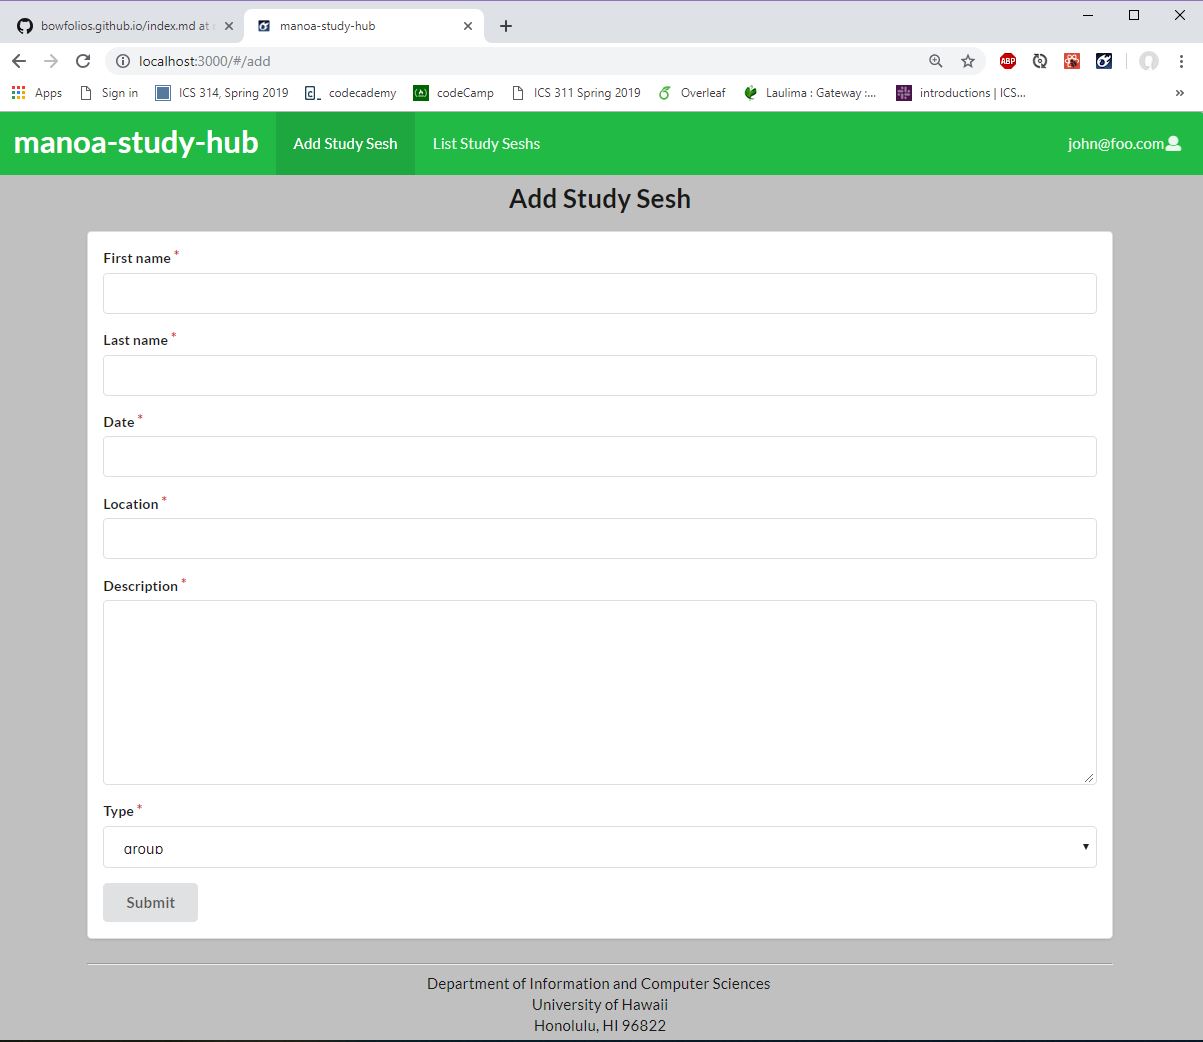 bowfolios.github.io/index.md at
manoa-study-hub
localhost:3000/#/add
ABP
Apps
Sign in
ICS 314, Spring 2019
codecademy
codeCamp
ICS 311 Spring 2019
Overleaf
Laulima : Gateway :...
introductions | ICS...
»
manoa-study-hub
Add Study Sesh
List Study Seshs
john@foo.com
Add Study Sesh
First name *
Last name *
Date *
Location *
Description *
Type *
group
Submit
Department of Information and Computer Sciences
University of Hawaii
Honolulu, HI 96822